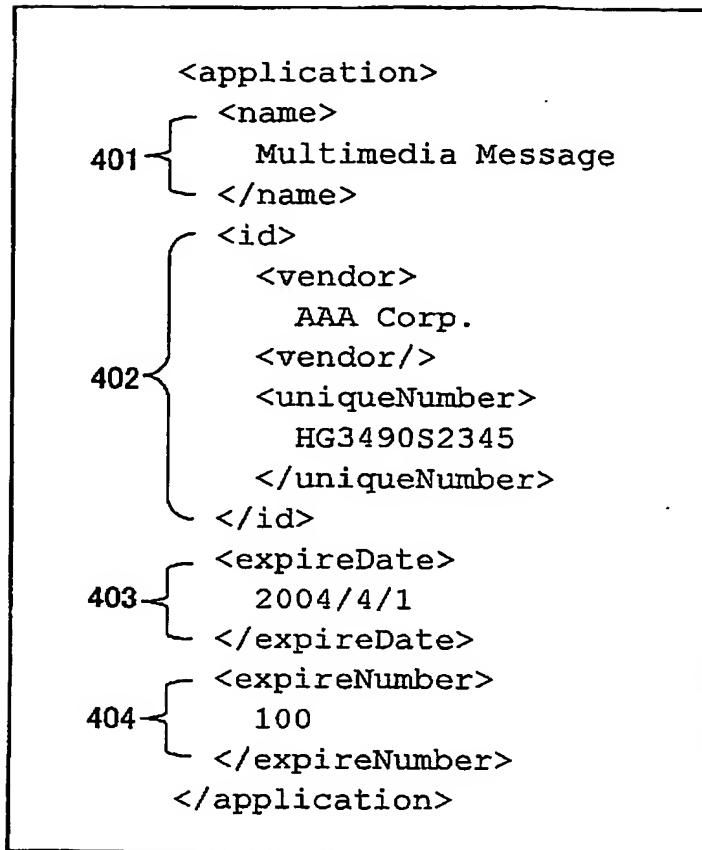 <application>
<name>
401
Multimedia Message
</name>
<id>
<vendor>
AAA Corp.
<vendor/>
402
<uniqueNumber>
HG3490S2345
</uniqueNumber>
</id>
<expireDate>
403
2004/4/1
</expireDate>
<expireNumber>
404
100
</expireNumber>
</application>